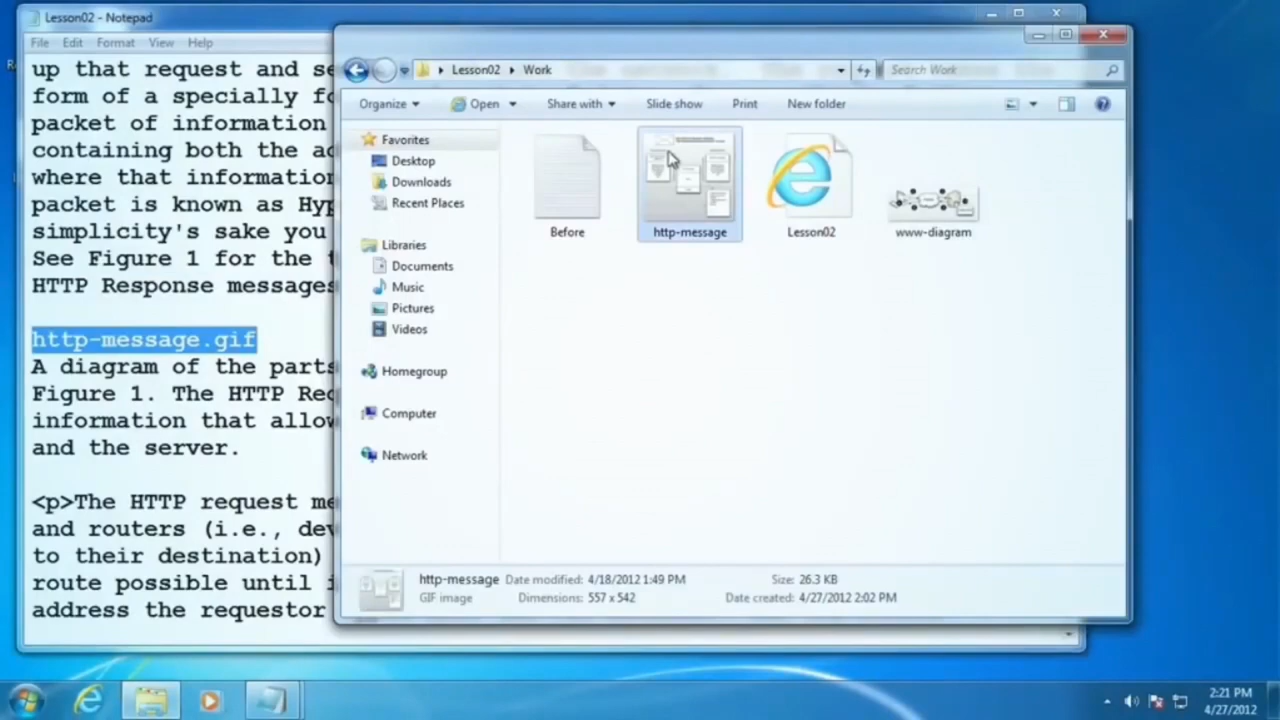 Lesson02 - Notepad
File Edit Format View Help
up that request and se
form of a specially fo
packet of information
containing both the ad
where that information
packet is known as Hyp
simplicity's sake you
See Figure 1 for the t
HTTP Response messages
http-message.gif
A diagram of the parts
Figure 1. The HTTP Req
information that allow
and the server.
<p>The HTTP request me
and routers (i.e., dev
to their destination)
route possible until i
address the requestor
Lesson02 Work
Search Work
Organize Open Share with Slide show Print New folder
Favorites
Desktop
Downloads
Recent Places
Libraries
Documents
Music
Pictures
Videos
Homegroup
Computer
Network
Before http-message Lesson02 www-diagram
http-message Date modified: 4/18/2012 1:49 PM Size: 26.3 KB
GIF image Dimensions: 557 x 542 Date created: 4/27/2012 2:02 PM
2:21 PM
4/27/2012